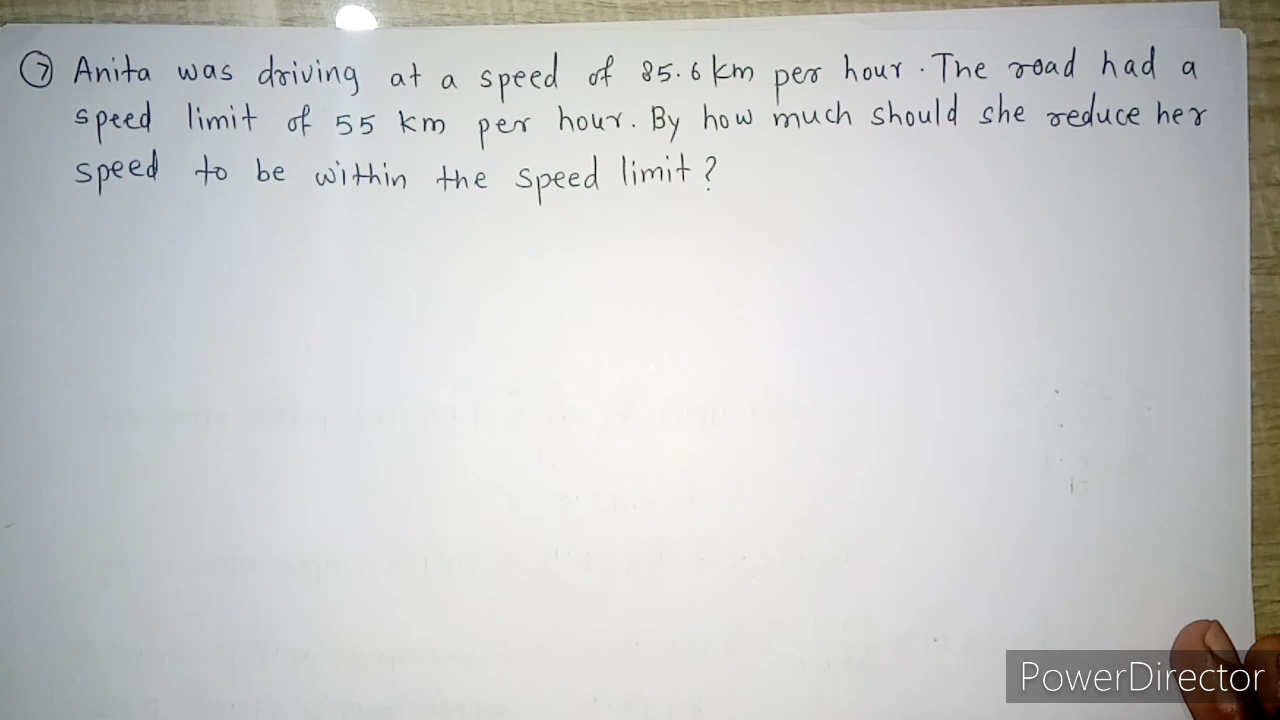 ⑦ Anita was driving at a speed of 85.6 km per hour. The road had a
speed limit of 55 km per hour. By how much should she reduce her
speed to be within the speed limit?
PowerDirector